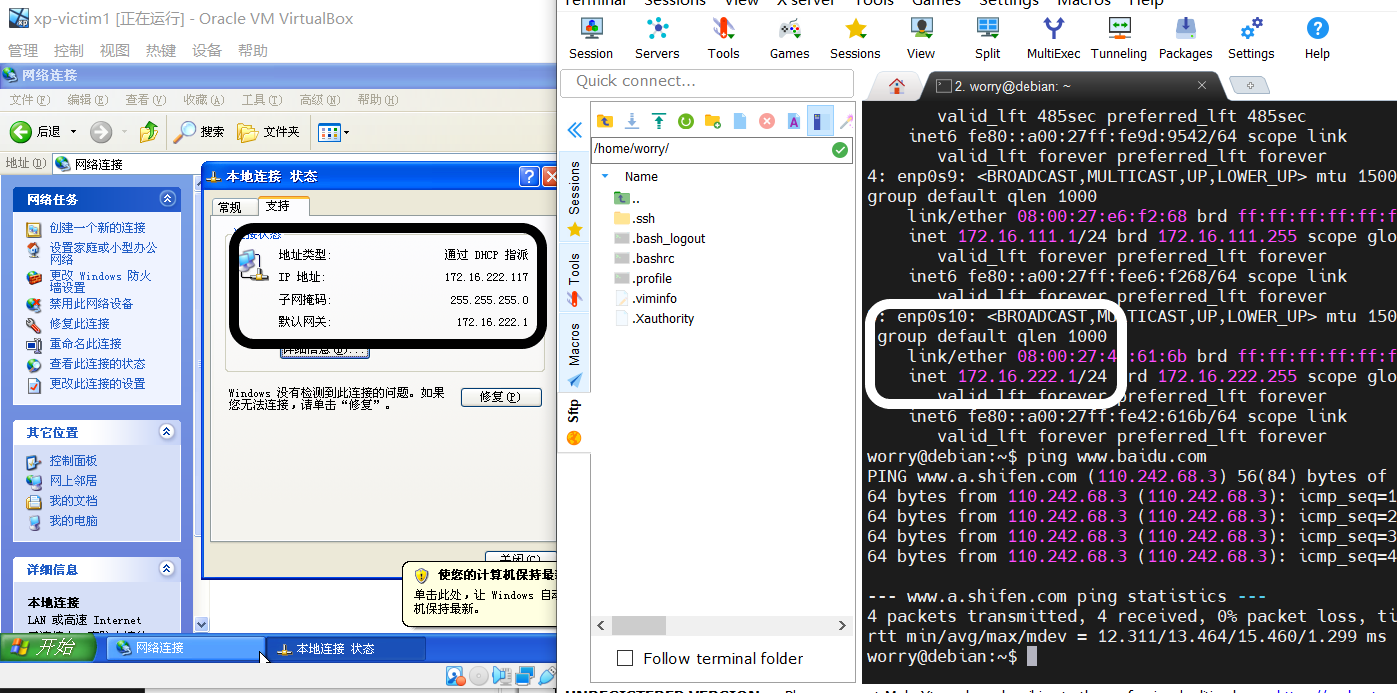 xp-victim1 [正在运行] - Oracle VM VirtualBox
管理 控制 视图 热键 设备 帮助
网络连接
文件(F) 编辑(E) 查看(V) 收藏(A) 工具(T) 高级(N) 帮助(H)
后退 搜索 文件夹
地址(D) 网络连接
网络任务
创建一个新的连接
设置家庭或小型办公
网络
更改 Windows 防火
墙设置
禁用此网络设备
修复此连接
重命名此连接
查看此连接的状态
更改此连接的设置
其它位置
控制面板
网上邻居
我的文档
我的电脑
详细信息
本地连接
LAN 或高速 Internet
本地连接 状态
常规 支持
地址类型: 通过 DHCP 指派
IP 地址: 172.16.222.117
子网掩码: 255.255.255.0
默认网关: 172.16.222.1
详细信息(D)...
Windows 没有检测到此连接的问题。如果
您无法连接,请单击“修复”。
修复(P)
关闭(C)
使您的计算机保持最
单击此处,让 Windows 自动
机保持最新。
开始 网络连接 本地连接 状态
Terminal Sessions View X server Tools Games Settings Macros Help
Session Servers Tools Games Sessions View Split MultiExec Tunneling Packages Settings Help
Quick connect...
2. worry@debian: ~
/home/worry/
Sessions
Tools
Macros
Sftp
Name
..
.ssh
.bash_logout
.bashrc
.profile
.viminfo
.Xauthority
Follow terminal folder
UNREGISTERED VERSION
valid_lft 485sec preferred_lft 485sec
inet6 fe80::a00:27ff:fe9d:9542/64 scope link
valid_lft forever preferred_lft forever
4: enp0s9: <BROADCAST,MULTICAST,UP,LOWER_UP> mtu 1500
group default qlen 1000
link/ether 08:00:27:e6:f2:68 brd ff:ff:ff:ff:ff:f
inet 172.16.111.1/24 brd 172.16.111.255 scope glo
valid_lft forever preferred_lft forever
inet6 fe80::a00:27ff:fee6:f268/64 scope link
valid_lft forever preferred_lft forever
: enp0s10: <BROADCAST,MULTICAST,UP,LOWER_UP> mtu 1500
group default qlen 1000
link/ether 08:00:27:4 :61:6b brd ff:ff:ff:ff:ff:f
inet 172.16.222.1/24 brd 172.16.222.255 scope glo
valid_lft forever preferred_lft forever
inet6 fe80::a00:27ff:fe42:616b/64 scope link
valid_lft forever preferred_lft forever
worry@debian:~$ ping www.baidu.com
PING www.a.shifen.com (110.242.68.3) 56(84) bytes of
64 bytes from 110.242.68.3 (110.242.68.3): icmp_seq=1
64 bytes from 110.242.68.3 (110.242.68.3): icmp_seq=2
64 bytes from 110.242.68.3 (110.242.68.3): icmp_seq=3
64 bytes from 110.242.68.3 (110.242.68.3): icmp_seq=4
--- www.a.shifen.com ping statistics ---
4 packets transmitted, 4 received, 0% packet loss, ti
rtt min/avg/max/mdev = 12.311/13.464/15.460/1.299 ms
worry@debian:~$